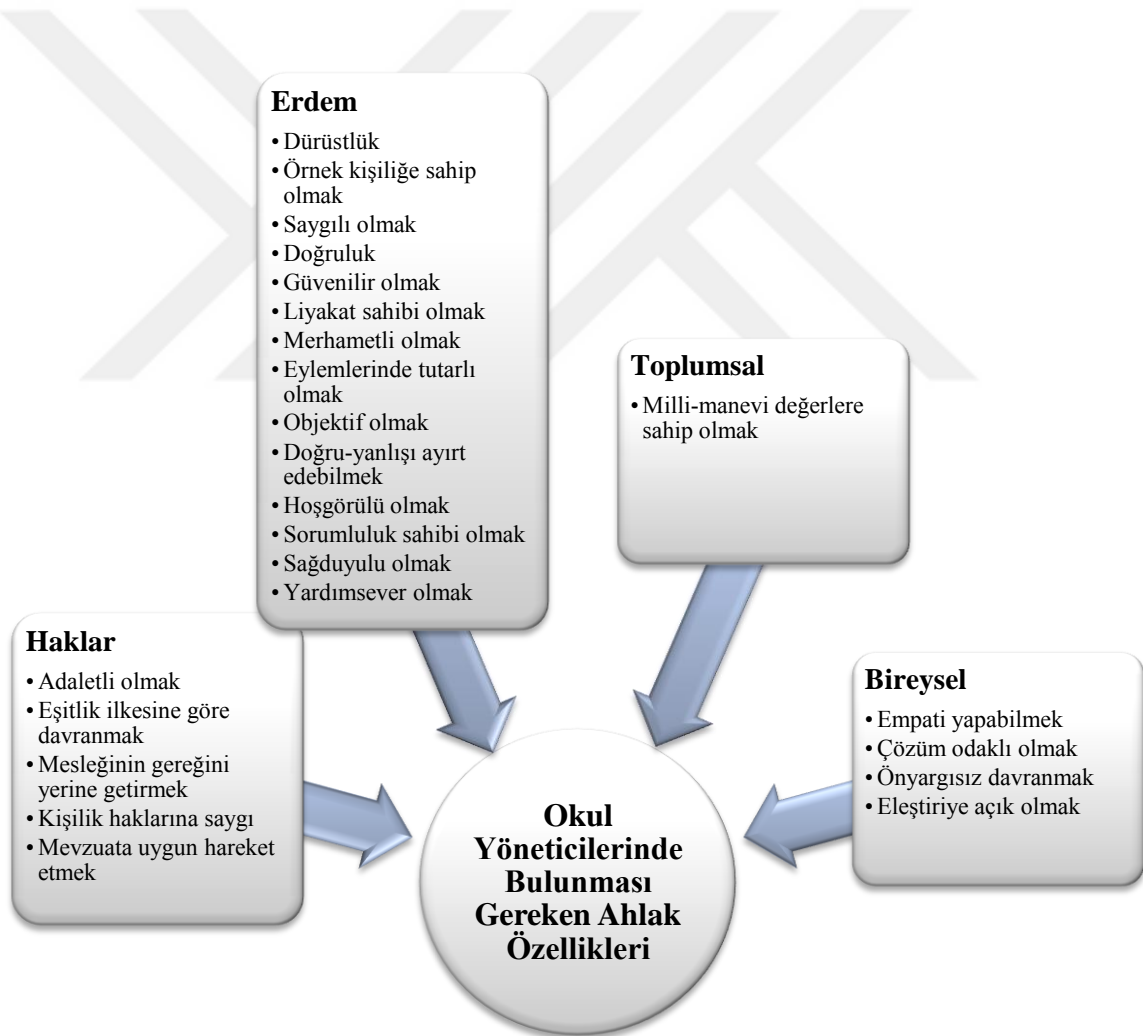 Erdem
• Dürüstlük
• Örnek kişiliğe sahip
olmak
• Saygılı olmak
• Doğruluk
• Güvenilir olmak
• Liyakat sahibi olmak
• Merhametli olmak
• Eylemlerinde tutarlı
olmak
• Objektif olmak
• Doğru-yanlışı ayırt
edebilmek
• Hoşgörülü olmak
• Sorumluluk sahibi olmak
• Sağduyulu olmak
• Yardımsever olmak
Toplumsal
• Milli-manevi değerlere
sahip olmak
Haklar
• Adaletli olmak
• Eşitlik ilkesine göre
davranmak
• Mesleğinin gereğini
yerine getirmek
• Kişilik haklarına saygı
• Mevzuata uygun hareket
etmek
Bireysel
• Empati yapabilmek
• Çözüm odaklı olmak
• Önyargısız davranmak
• Eleştiriye açık olmak
Okul
Yöneticilerinde
Bulunması
Gereken Ahlak
Özellikleri